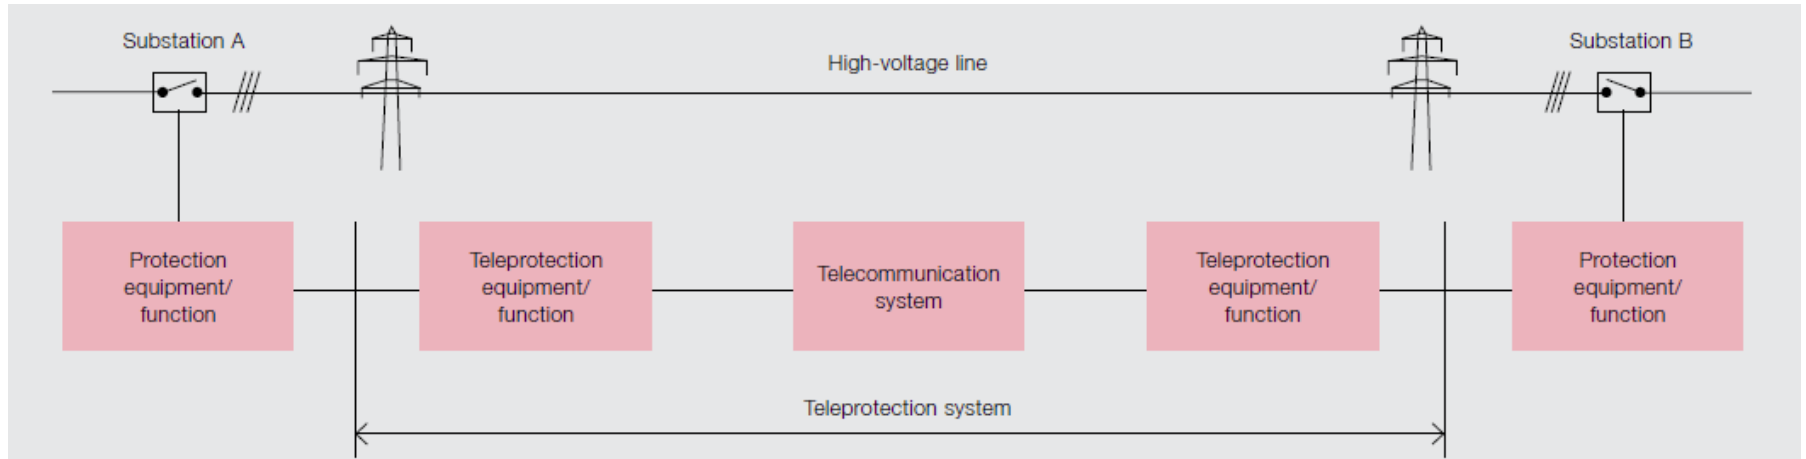 Substation A
High-voltage line
Substation B
Protection
equipment/
function
Teleprotection
equipment/
function
Telecommunication
system
Teleprotection
equipment/
function
Protection
equipment/
function
Teleprotection system